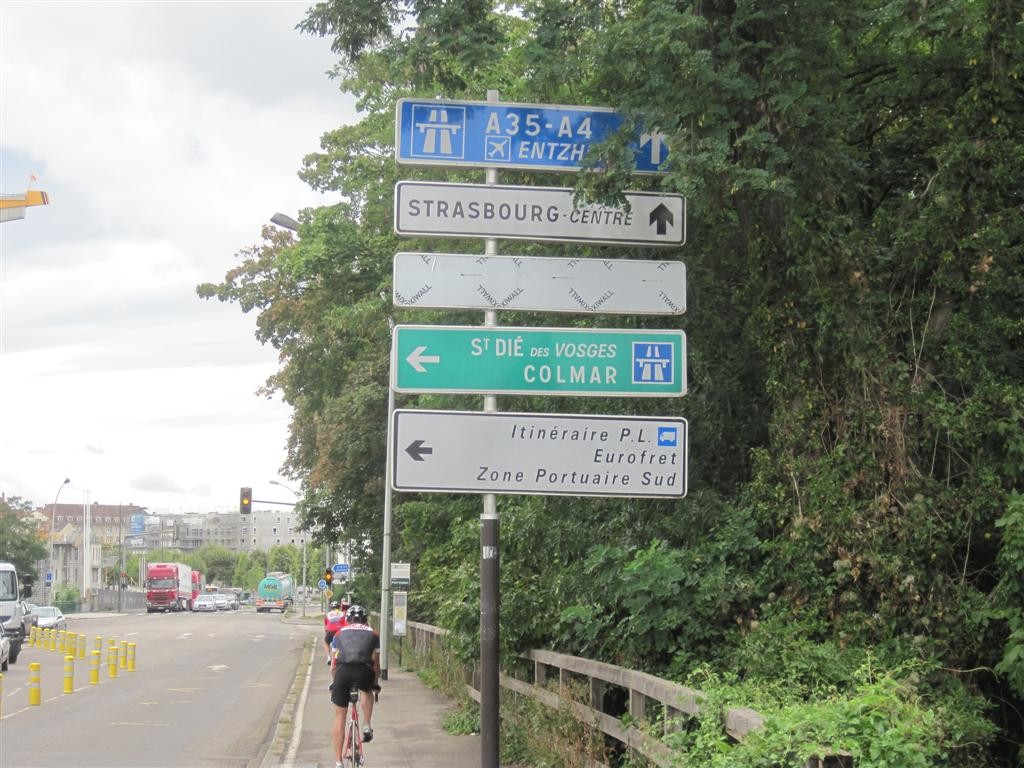 A35-A4
ENTZH
STRASBOURG-CENTRE
ST DIÉ DES VOSGES
COLMAR
Itinéraire P.L.
Eurofret
Zone Portuaire Sud